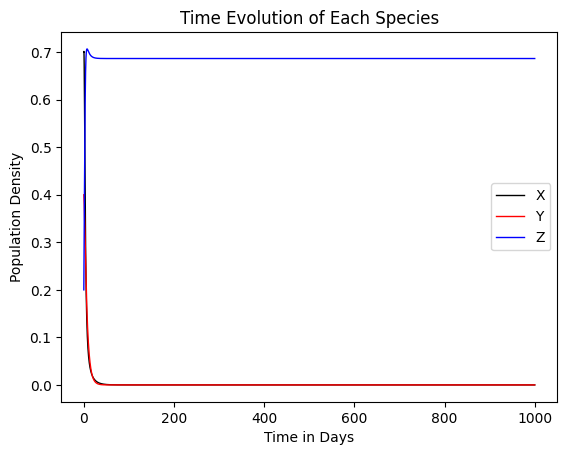 Time Evolution of Each Species
Population Density
0.7
0.6
0.5
0.4
0.3
0.2
0.1
0.0
X
Y
Z
0
200
400
600
800
1000
Time in Days